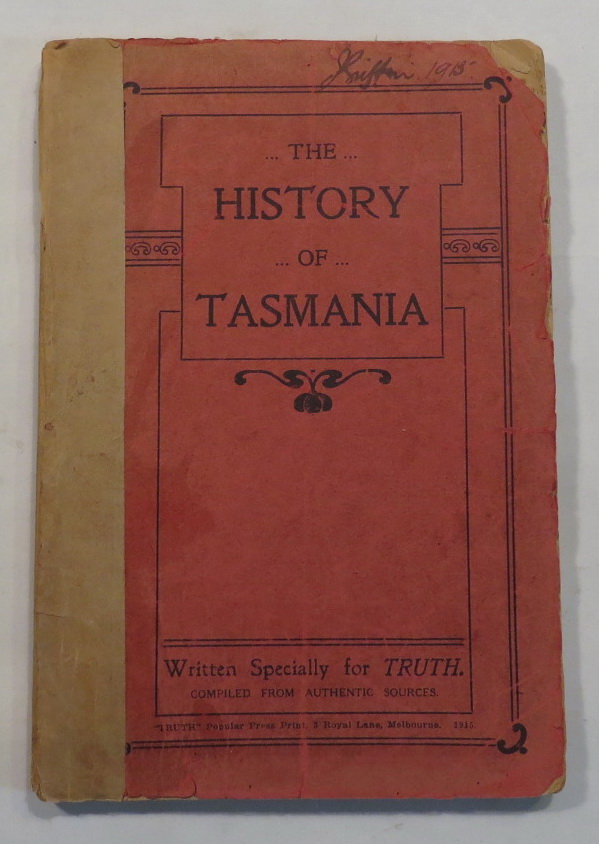 1915.
... THE ...
HISTORY
... OF ...
TASMANIA
Written Specially for TRUTH.
COMPILED FROM AUTHENTIC SOURCES.
"TRUTH" Popular Press Print, 3 Royal Lane, Melbourne. 1915.